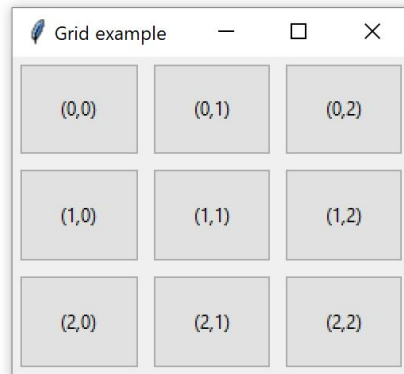 Grid example
(0,0) (0,1) (0,2)
(1,0) (1,1) (1,2)
(2,0) (2,1) (2,2)